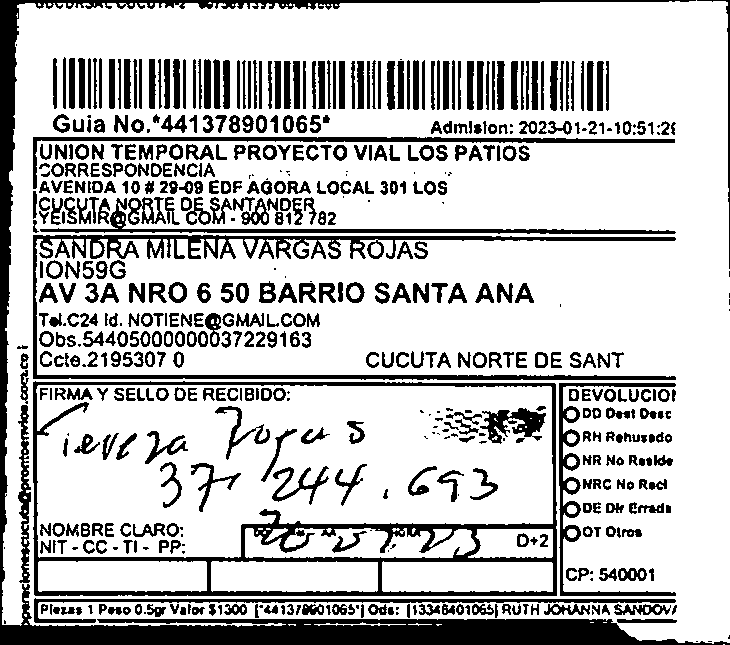 Guia No.*441378901065*
Admision: 2023-01-21-10:51:2
UNION TEMPORAL PROYECTO VIAL LOS PATIOS
CORRESPONDENCIA
AVENIDA 10 # 29-09 EDF AGORA LOCAL 301 LOS
CUCUTA NORTE DE SANTANDER
YEISMIR@GMAIL COM - 900 812 782
SANDRA MILENA VARGAS ROJAS
ION59G
AV 3A NRO 6 50 BARRIO SANTA ANA
Tel.C24 Id. NOTIENE@GMAIL.COM
Obs.54405000000037229163
Ccte.2195307 0
CUCUTA NORTE DE SANT
FIRMA Y SELLO DE RECIBIDO:
37 244.693
NOMBRE CLARO:
NIT - CC - TI - PP:
D+2
DEVOLUCION
DD Dest Desc
RH Rehusado
NR No Reside
NRC No Recl
DE Dir Errada
OT Otros
CP: 540001
Piezas 1 Peso 0.5gr Valor $1300 [*441378901065*] Ods: [13346401065] RUTH JOHANNA SANDOVA